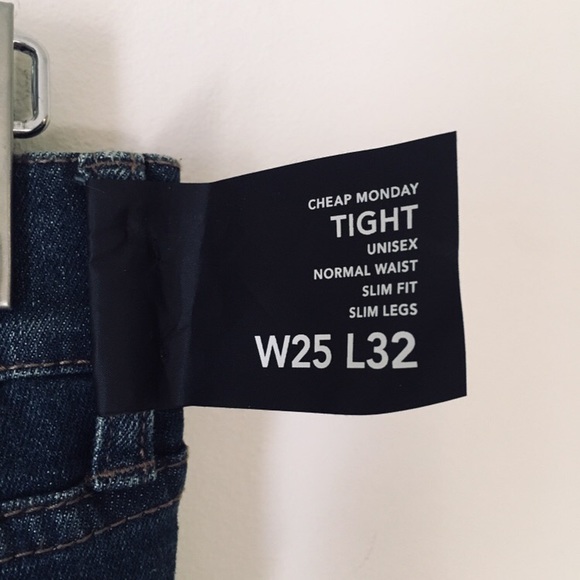 CHEAP MONDAY
TIGHT
UNISEX
NORMAL WAIST
SLIM FIT
SLIM LEGS
W25 L32